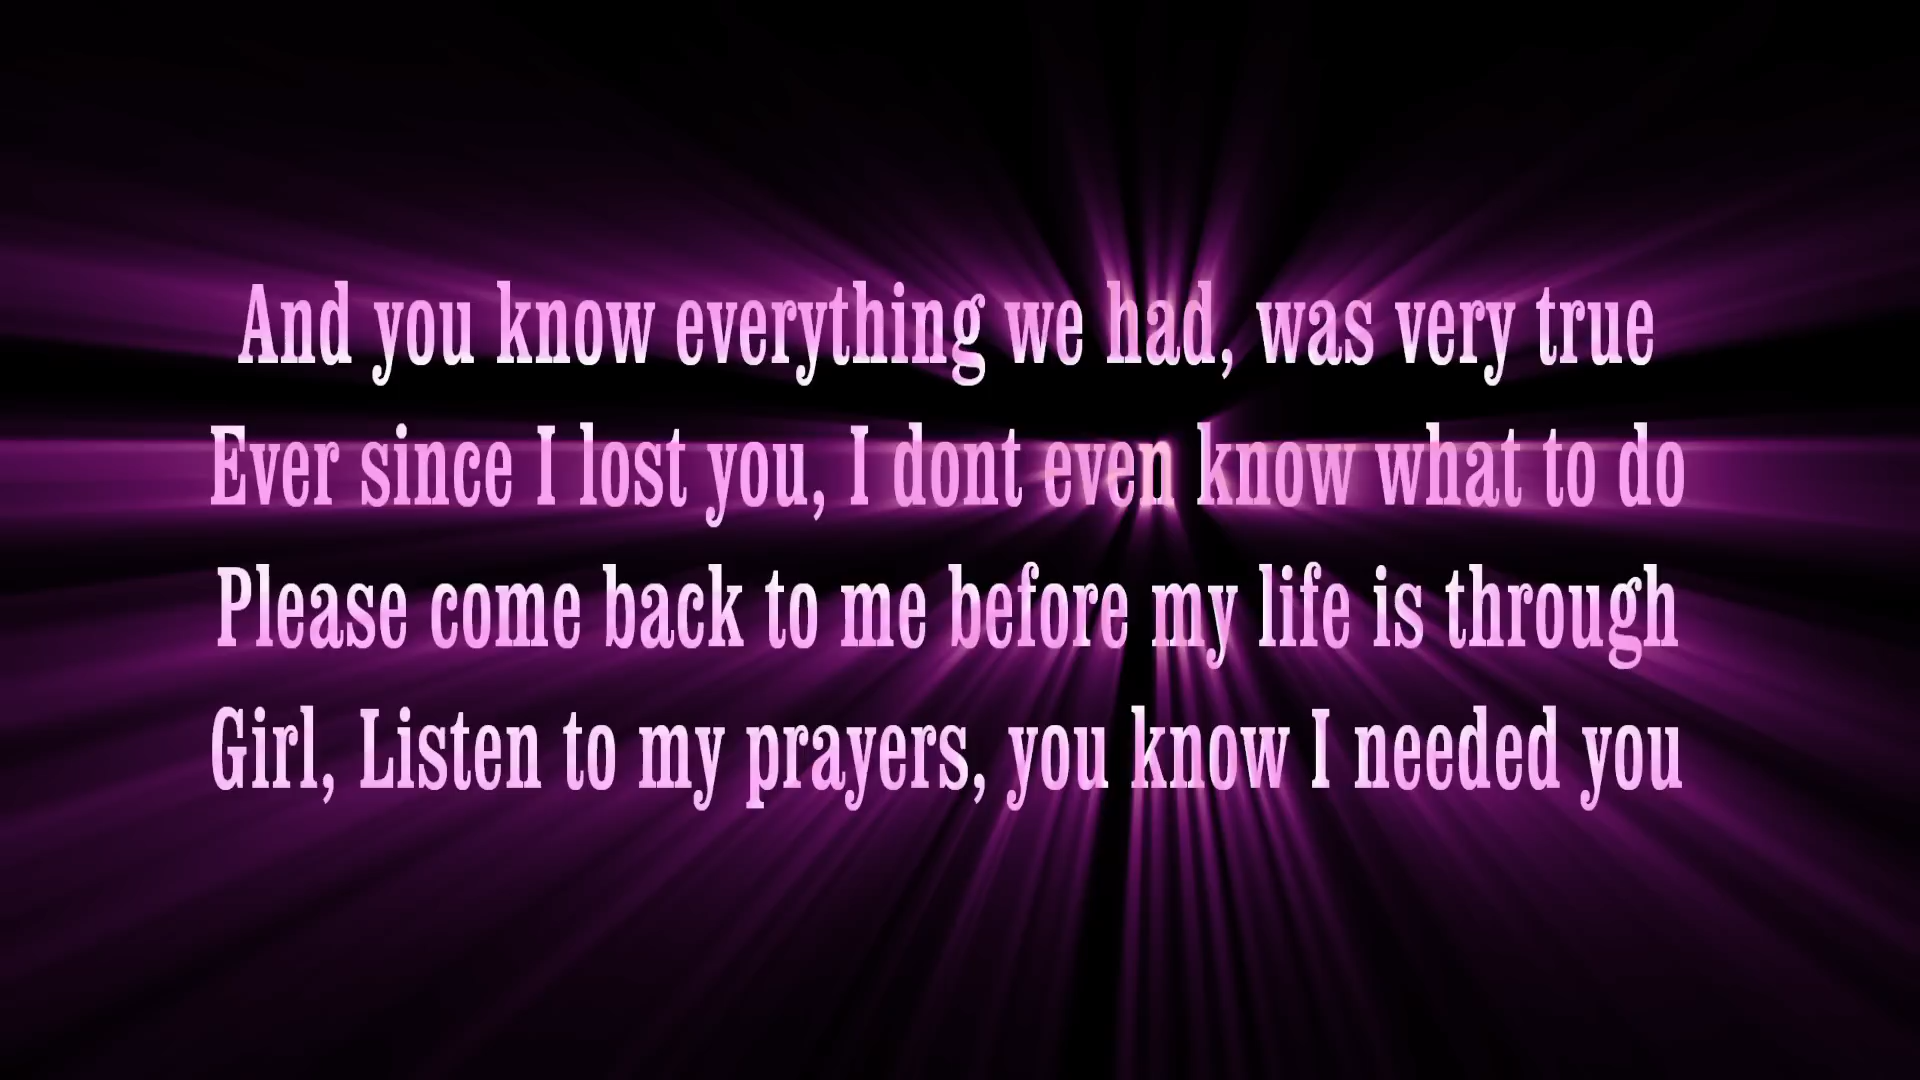 And you know everything we had, was very true
Ever since I lost you, I dont even know what to do
Please come back to me before my life is through
Girl, Listen to my prayers, you know I needed you